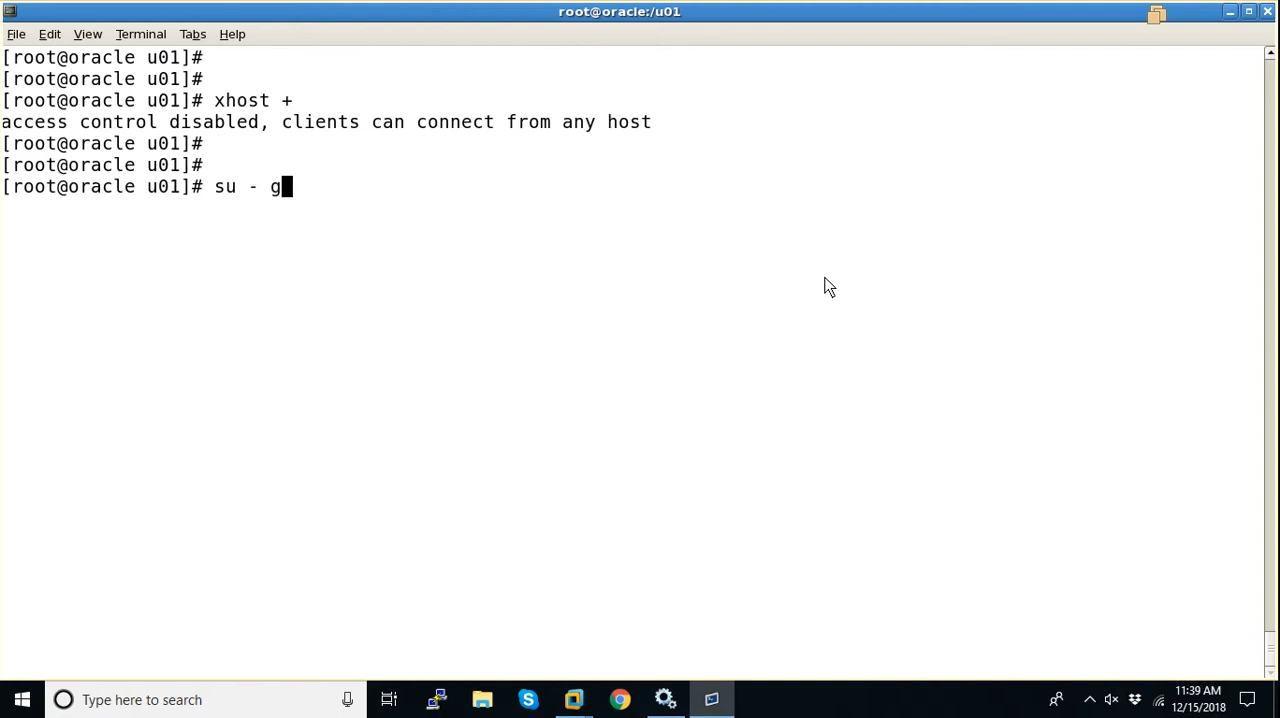 root@oracle:/u01
File Edit View Terminal Tabs Help
[root@oracle u01]#
[root@oracle u01]#
[root@oracle u01]# xhost +
access control disabled, clients can connect from any host
[root@oracle u01]#
[root@oracle u01]#
[root@oracle u01]# su - g
Type here to search
11:39 AM
12/15/2018